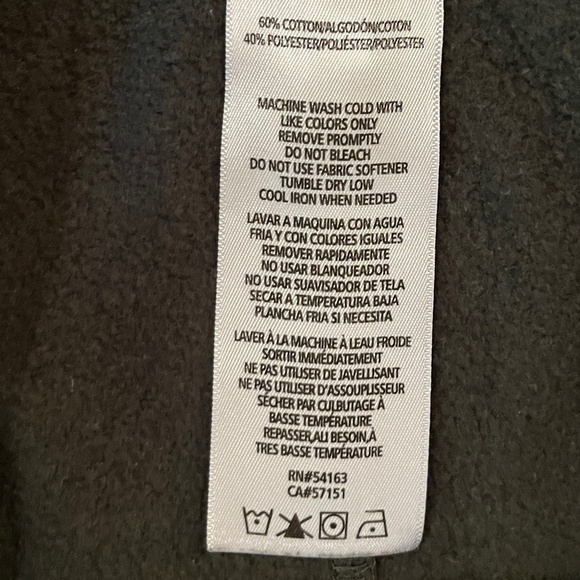 60% COTTON/ALGODÓN/COTON
40% POLYESTER/POLIÉSTER/POLYESTER
MACHINE WASH COLD WITH
LIKE COLORS ONLY
REMOVE PROMPTLY
DO NOT BLEACH
DO NOT USE FABRIC SOFTENER
TUMBLE DRY LOW
COOL IRON WHEN NEEDED
LAVAR A MAQUINA CON AGUA
FRIA Y CON COLORES IGUALES
REMOVER RAPIDAMENTE
NO USAR BLANQUEADOR
NO USAR SUAVISADOR DE TELA
SECAR A TEMPERATURA BAJA
PLANCHA FRIA SI NECESITA
LAVER À LA MACHINE À LEAU FROIDE
SORTIR IMMÉDIATEMENT
NE PAS UTILISER DE JAVELLISANT
NE PAS UTILISER D'ASSOUPLISSEUR
SÉCHER PAR CULBUTAGE À
BASSE TEMPÉRATURE
REPASSER,AU BESOIN,À
TRES BASSE TEMPÉRATURE
RN#54163
CA#57151